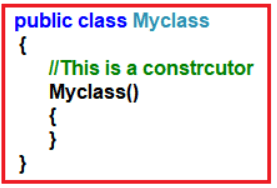 public class Myclass
{
//This is a constrcutor
Myclass()
{
}
}